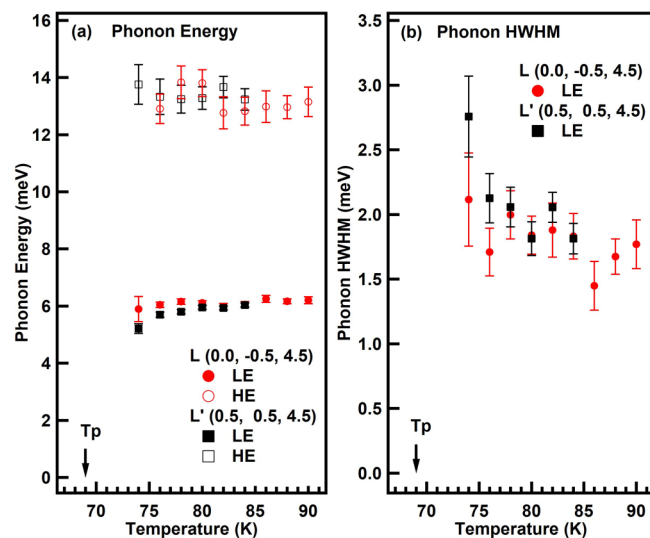 (a) Phonon Energy
16
14
12
10
8
6
4
2
0
Phonon Energy (meV)
L (0.0, -0.5, 4.5)
LE
HE
L' (0.5, 0.5, 4.5)
LE
HE
Tp
70 75 80 85 90
Temperature (K)
(b) Phonon HWHM
3.5
3.0
2.5
2.0
1.5
1.0
0.5
0.0
Phonon HWHM (meV)
L (0.0, -0.5, 4.5)
LE
L' (0.5, 0.5, 4.5)
LE
Tp
70 75 80 85 90
Temperature (K)